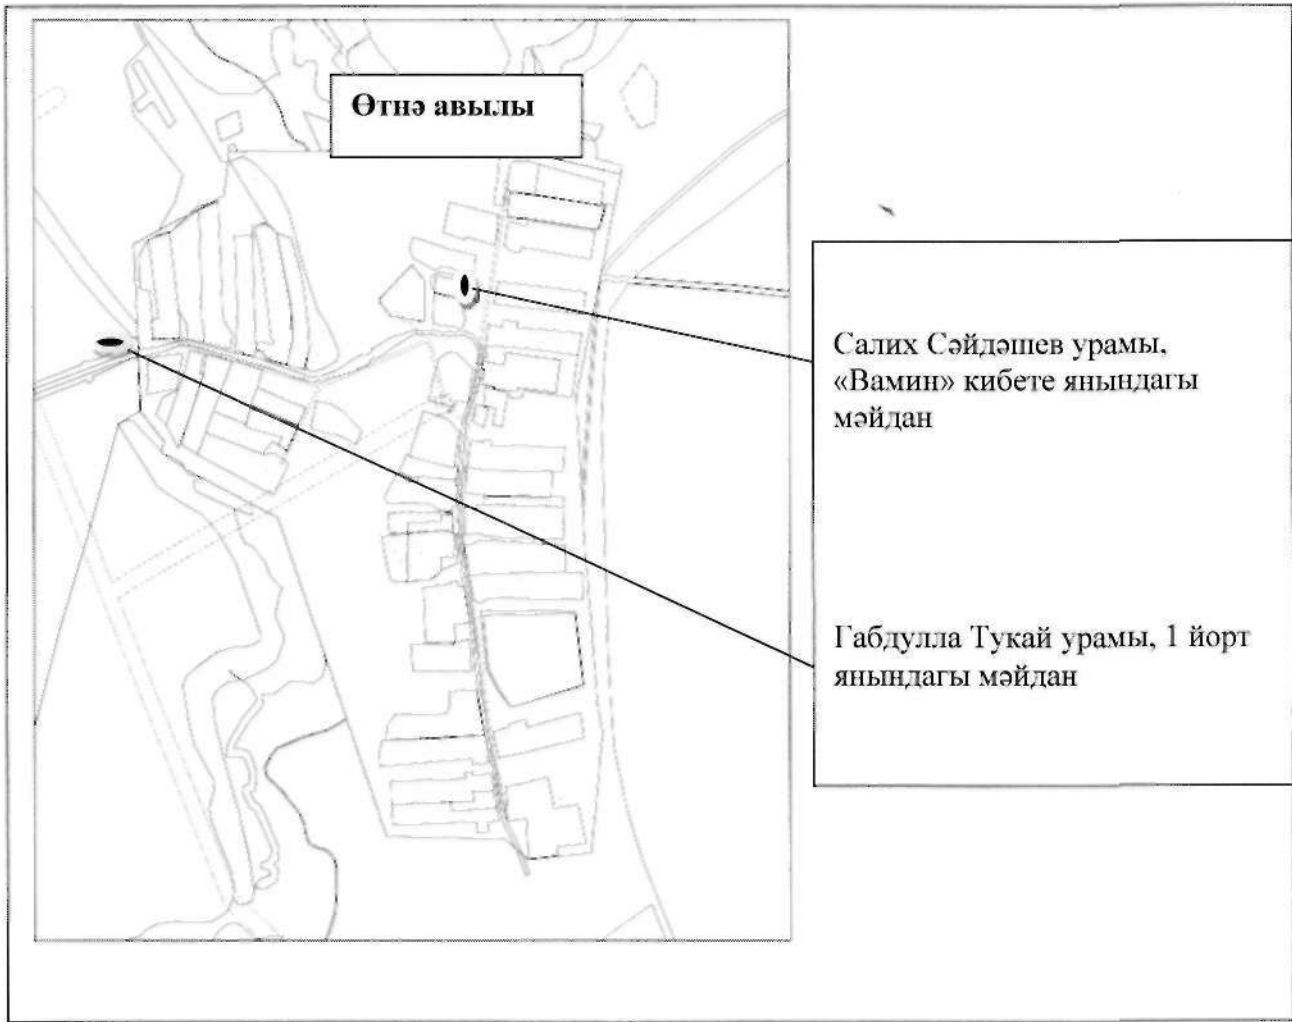 Өтнә авылы
Салих Сәйдәшев урамы,
«Вамин» кибете янындагы
мәйдан
Габдулла Тукай урамы, 1 йорт
янындагы мәйдан